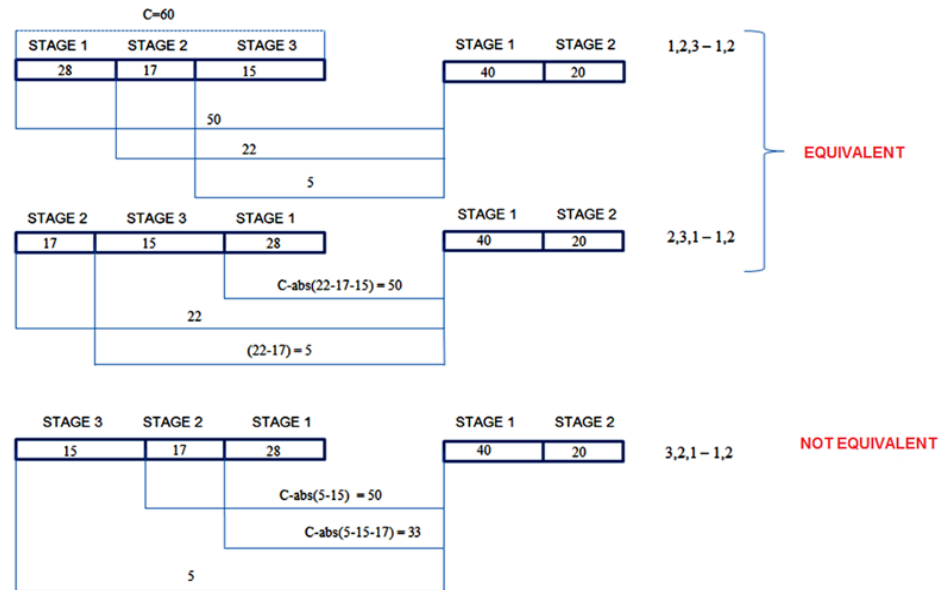 C=60
STAGE 1 STAGE 2 STAGE 3 STAGE 1 STAGE 2 1,2,3 – 1,2
28 17 15 40 20
50
22
EQUIVALENT
5
STAGE 2 STAGE 3 STAGE 1 STAGE 1 STAGE 2
17 15 28 40 20 2,3,1 – 1,2
C-abs(22-17-15) = 50
22
(22-17) = 5
STAGE 3 STAGE 2 STAGE 1 STAGE 1 STAGE 2
15 17 28 40 20 3,2,1 – 1,2 NOT EQUIVALENT
C-abs(5-15) = 50
C-abs(5-15-17) = 33
5